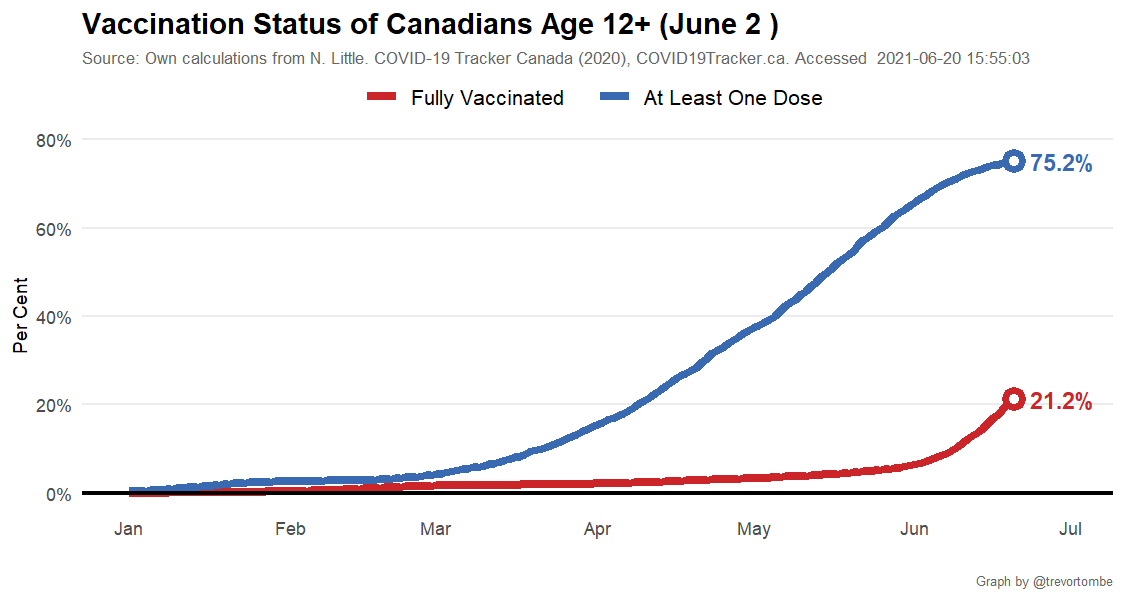 Vaccination Status of Canadians Age 12+ (June 2 )
Source: Own calculations from N. Little. COVID-19 Tracker Canada (2020), COVID19Tracker.ca. Accessed  2021-06-20 15:55:03
Fully Vaccinated
At Least One Dose
80%
60%
40%
20%
0%
Per Cent
75.2%
21.2%
Jan
Feb
Mar
Apr
May
Jun
Jul
Graph by @trevortombe